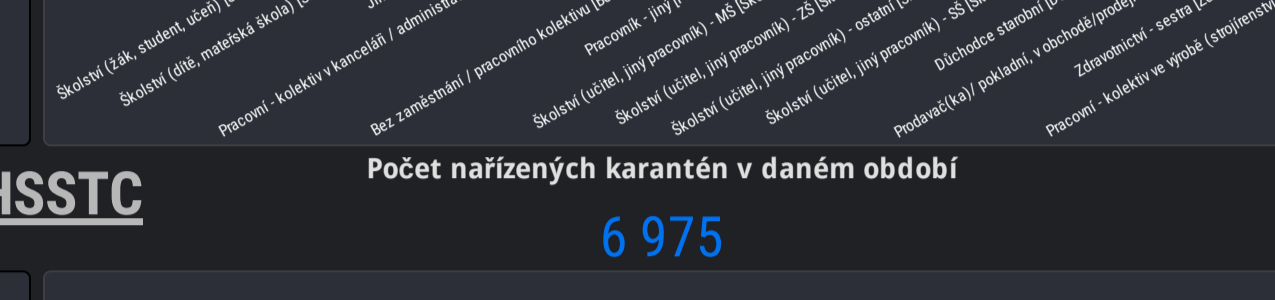 Školství (žák, student, učeň)
Školství (dítě, mateřská škola)
Pracovní - kolektiv v kanceláři /
Bez zaměstnání / pracovního kolektivu
Pracovník - jiný
Školství (učitel, jiný pracovník) - MŠ
Školství (učitel, jiný pracovník) - ZŠ
Školství (učitel, jiný pracovník) - ostatní
Školství (učitel, jiný pracovník) - SŠ
Důchodce starobní
Prodavač(ka)/ pokladní, v obchodě/
Zdravotnictví - sestra
Pracovní - kolektiv ve výrobě (strojírenství
HSSTC
Počet nařízených karantén v daném období
6 975